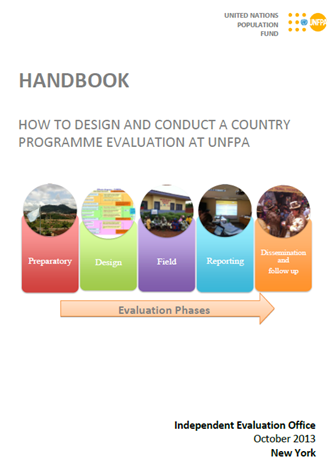 UNITED NATIONS
POPULATION
FUND
UNFPA
HANDBOOK
HOW TO DESIGN AND CONDUCT A COUNTRY
PROGRAMME EVALUATION AT UNFPA
Preparatory
Design
Field
Reporting
Dissemination
and
follow up
Evaluation Phases
Independent Evaluation Office
October 2013
New York